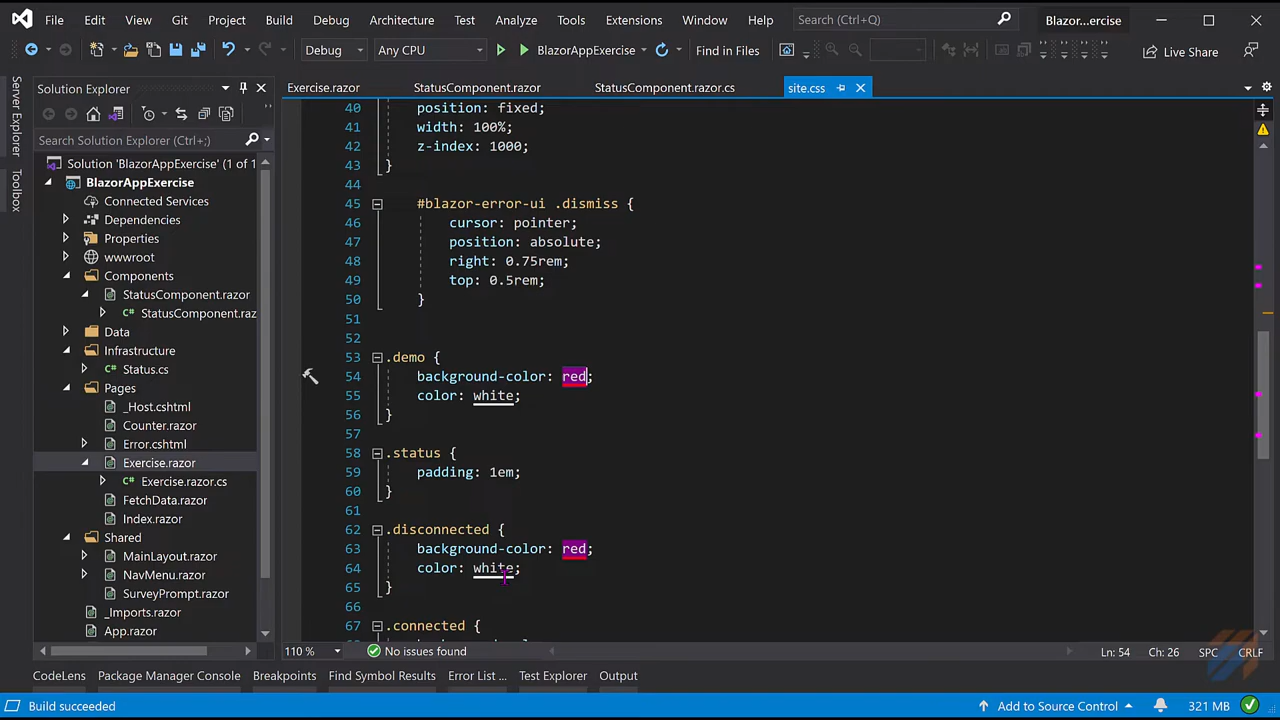 File Edit View Git Project Build Debug Architecture Test Analyze Tools Extensions Window Help Search (Ctrl+Q) Blazor...ercise
Debug Any CPU BlazorAppExercise Find in Files Live Share
Server Explorer
Toolbox
Solution Explorer
Search Solution Explorer (Ctrl+;)
Solution 'BlazorAppExercise' (1 of 1
BlazorAppExercise
Connected Services
Dependencies
Properties
wwwroot
Components
StatusComponent.razor
StatusComponent.raz
Data
Infrastructure
Status.cs
Pages
_Host.cshtml
Counter.razor
Error.cshtml
Exercise.razor
Exercise.razor.cs
FetchData.razor
Index.razor
Shared
MainLayout.razor
NavMenu.razor
SurveyPrompt.razor
_Imports.razor
App.razor
Exercise.razor StatusComponent.razor StatusComponent.razor.cs site.css
40 position: fixed;
41 width: 100%;
42 z-index: 1000;
43 }
44
45 #blazor-error-ui .dismiss {
46 cursor: pointer;
47 position: absolute;
48 right: 0.75rem;
49 top: 0.5rem;
50 }
51
52
53 .demo {
54 background-color: red;
55 color: white;
56 }
57
58 .status {
59 padding: 1em;
60 }
61
62 .disconnected {
63 background-color: red;
64 color: white;
65 }
66
67 .connected {
110 % No issues found Ln: 54 Ch: 26 SPC CRLF
CodeLens Package Manager Console Breakpoints Find Symbol Results Error List ... Test Explorer Output
Build succeeded Add to Source Control 321 MB